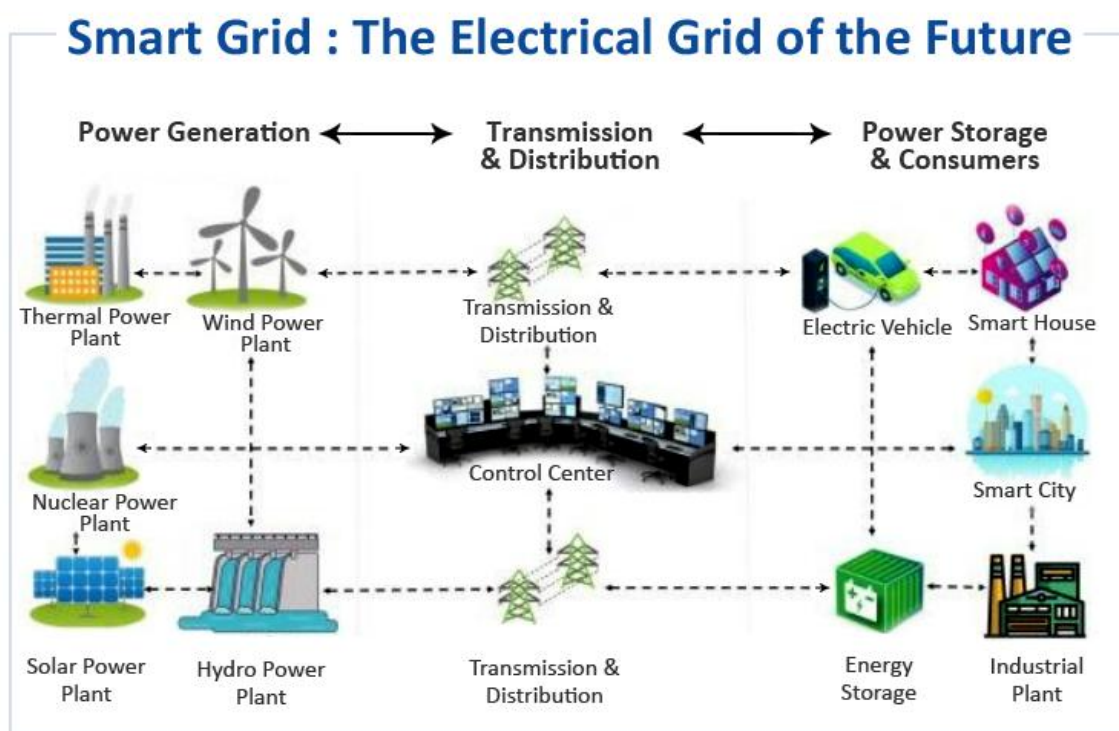 Smart Grid : The Electrical Grid of the Future
Power Generation
Transmission
& Distribution
Power Storage
& Consumers
Thermal Power
Plant
Wind Power
Plant
Transmission &
Distribution
Electric Vehicle
Smart House
Nuclear Power
Plant
Control Center
Smart City
Solar Power
Plant
Hydro Power
Plant
Transmission &
Distribution
Energy
Storage
Industrial
Plant